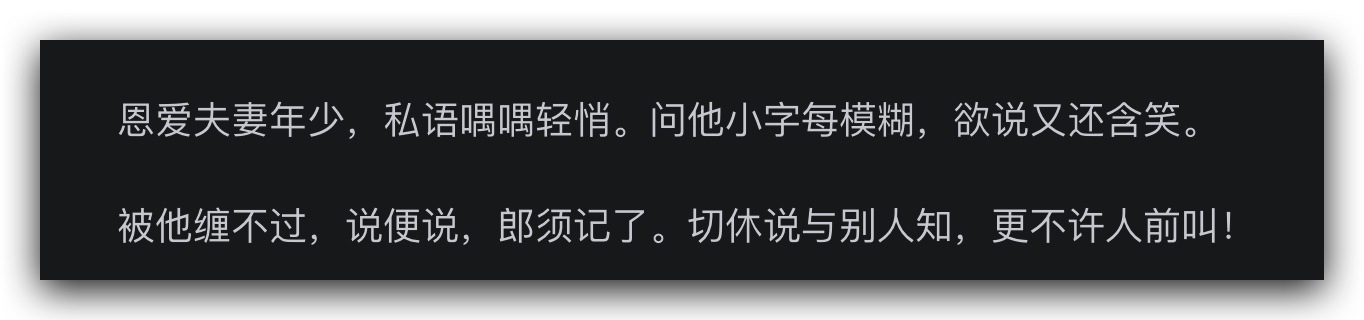 恩爱夫妻年少，私语喁喁轻悄。问他小字每模糊，欲说又还含笑。
被他缠不过，说便说，郎须记了。切休说与别人知，更不许人前叫！